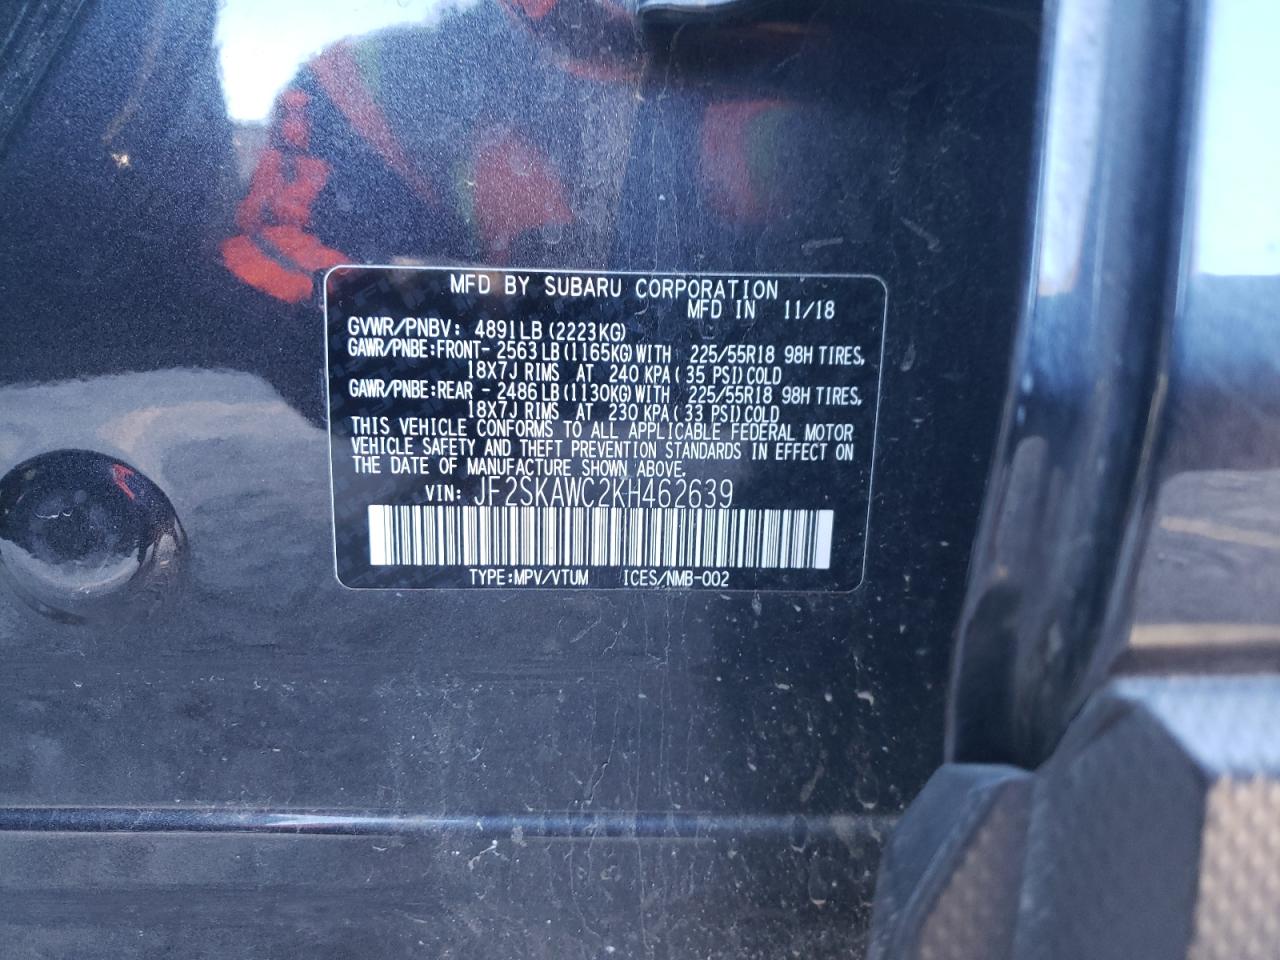 MFD BY SUBARU CORPORATION
MFD IN 11/18
GVWR/PNBV: 4891LB(2223KG)
GAWR/PNBE:FRONT- 2563LB(1165KG)WITH 225/55R18 98H TIRES,
18X7J RIMS AT 240 KPA(35 PSI)COLD
GAWR/PNBE:REAR - 2486LB(1130KG)WITH 225/55R18 98H TIRES,
18X7J RIMS AT 230 KPA(33 PSI)COLD
THIS VEHICLE CONFORMS TO ALL APPLICABLE FEDERAL MOTOR
VEHICLE SAFETY AND THEFT PREVENTION STANDARDS IN EFFECT ON
THE DATE OF MANUFACTURE SHOWN ABOVE.
VIN: JF2SKAWC2KH462639
TYPE:MPV/VTUM ICES/NMB-002